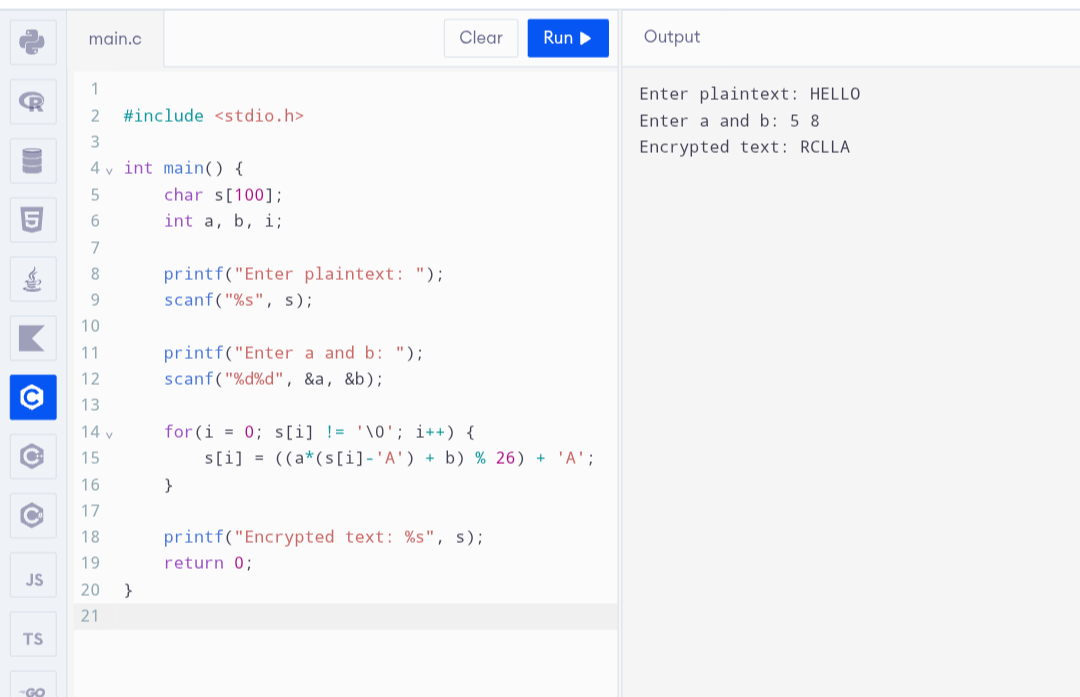 main.c
Clear
Run
Output
1
2 #include <stdio.h>
3
4 int main() {
5     char s[100];
6     int a, b, i;
7
8     printf("Enter plaintext: ");
9     scanf("%s", s);
10
11     printf("Enter a and b: ");
12     scanf("%d%d", &a, &b);
13
14     for(i = 0; s[i] != '\0'; i++) {
15         s[i] = ((a*(s[i]-'A') + b) % 26) + 'A';
16     }
17
18     printf("Encrypted text: %s", s);
19     return 0;
20 }
21
Enter plaintext: HELLO
Enter a and b: 5 8
Encrypted text: RCLLA
R
5
C
C
C
JS
TS
GO